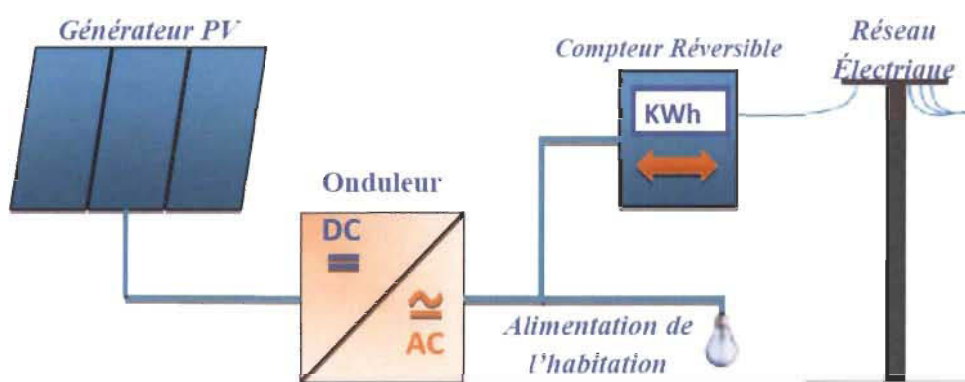 Générateur PV
Compteur Réversible
Réseau
Électrique
KWh
Onduleur
DC
AC
Alimentation de
l'habitation